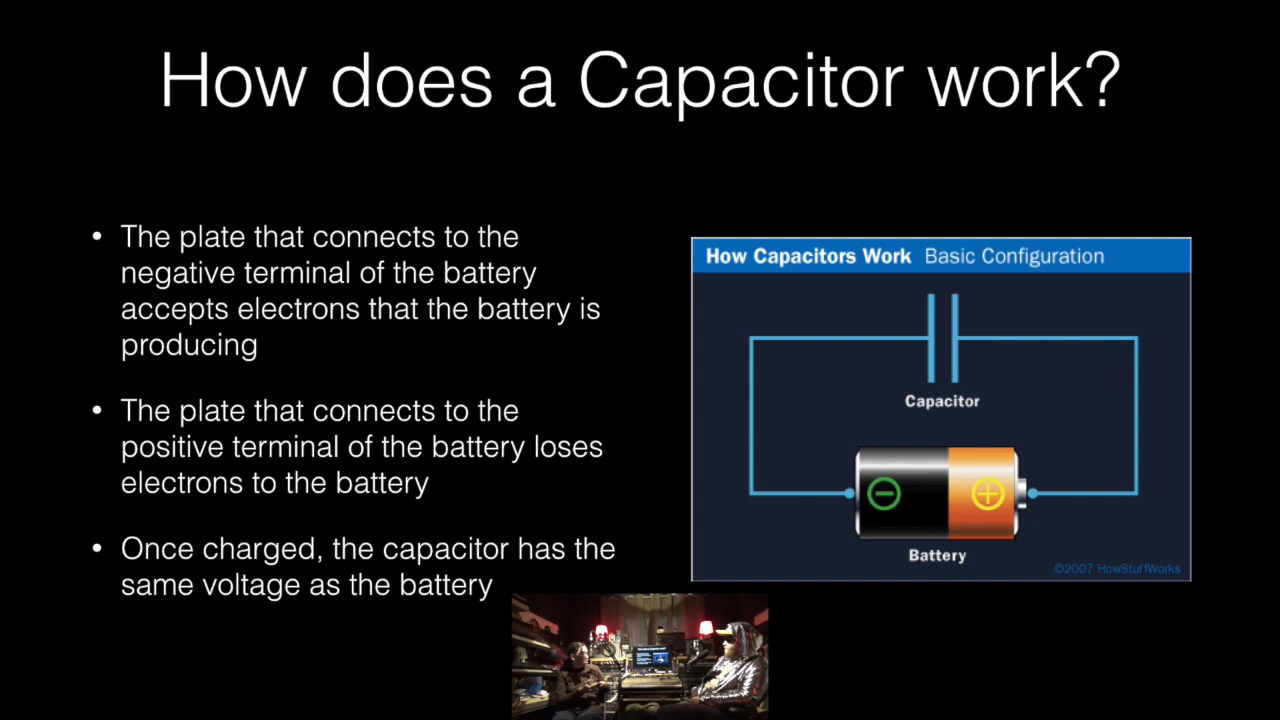 How does a Capacitor work?
• The plate that connects to the
negative terminal of the battery
accepts electrons that the battery is
producing
• The plate that connects to the
positive terminal of the battery loses
electrons to the battery
• Once charged, the capacitor has the
same voltage as the battery
How Capacitors Work Basic Configuration
Capacitor
Battery
©2007 HowStuffWorks